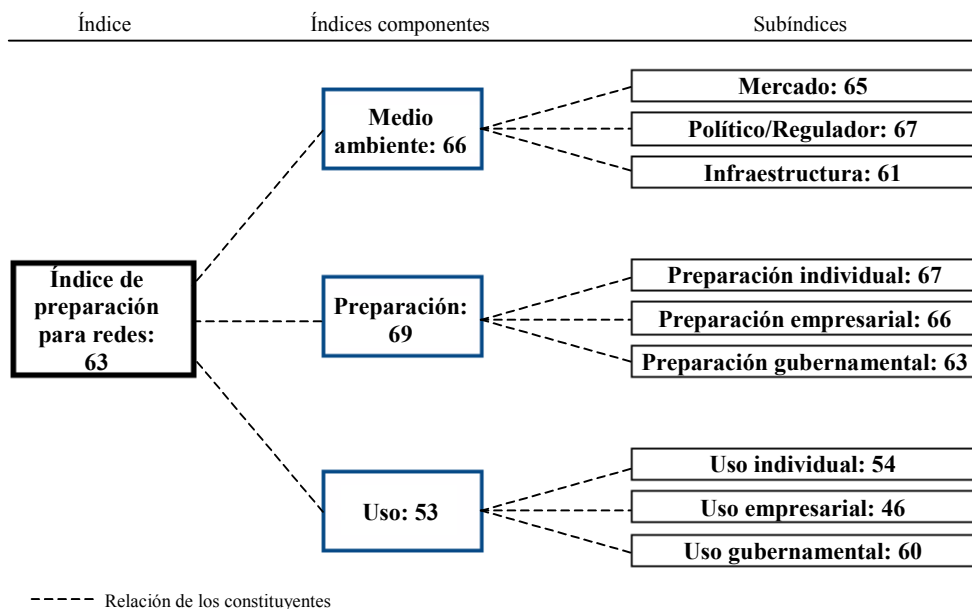 Índice
Índices componentes
Subíndices
Medio
ambiente: 66
Mercado: 65
Político/Regulador: 67
Infraestructura: 61
Índice de
preparación
para redes:
63
Preparación:
69
Preparación individual: 67
Preparación empresarial: 66
Preparación gubernamental: 63
Uso: 53
Uso individual: 54
Uso empresarial: 46
Uso gubernamental: 60
Relación de los constituyentes